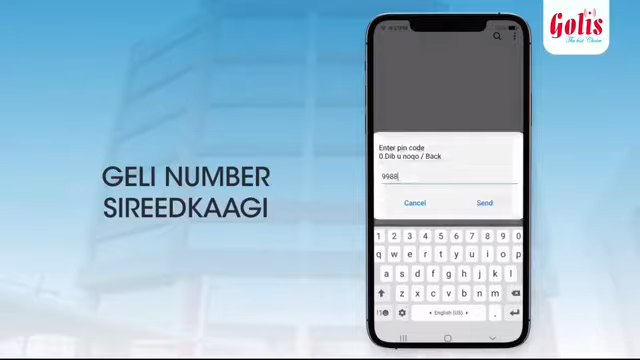 Golis
The best Choice
GELI NUMBER
SIREEDKAAGI
Enter pin code
0.Dib u noqo / Back
9988
Cancel
Send
1 2 3 4 5 6 7 8 9 0
q w e r t y u i o p
a s d f g h j k l
z x c v b n m
English (US)